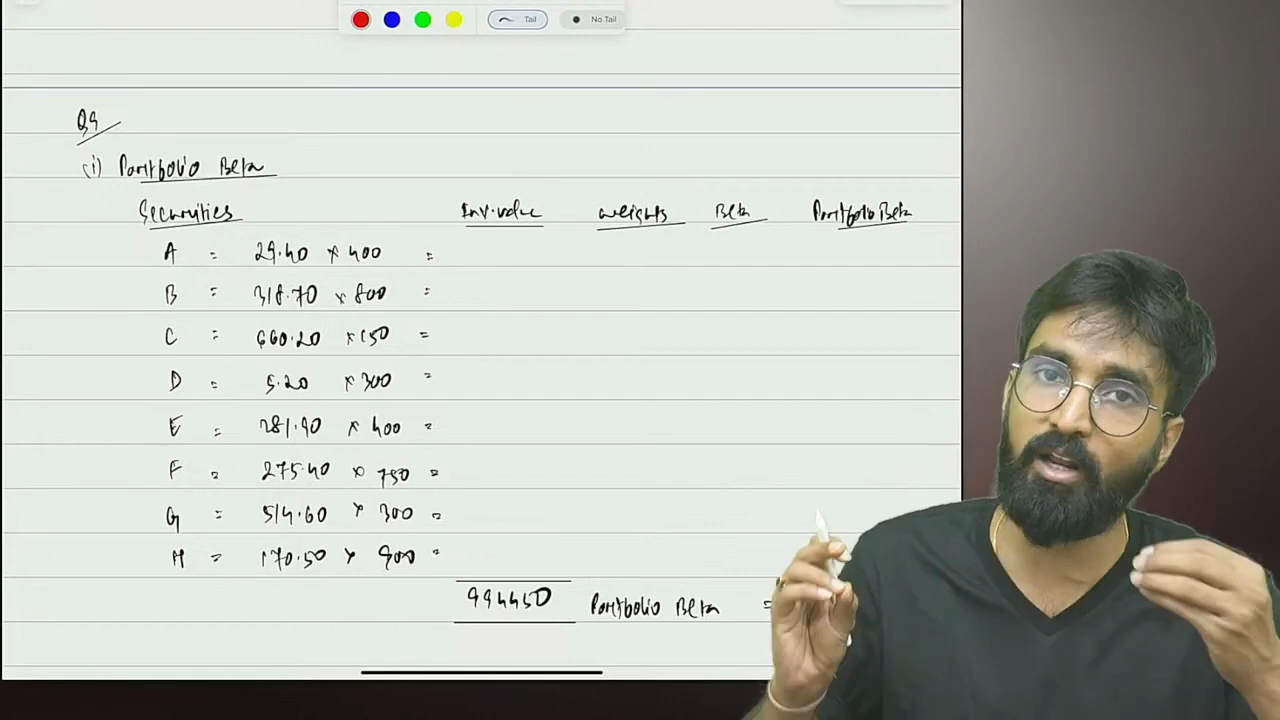 Tail No Tail
Q9
(i) Portfolio Beta
Securities Inv.value weights Beta Portfolio Beta
A = 29.40 × 400 =
B = 318.70 × 800 =
C = 660.20 × 150 =
D = 5.20 × 300 =
E = 281.90 × 400 =
F = 275.40 × 750 =
G = 514.60 × 300 =
H = 170.50 × 900 =
994450 Portfolio Beta =